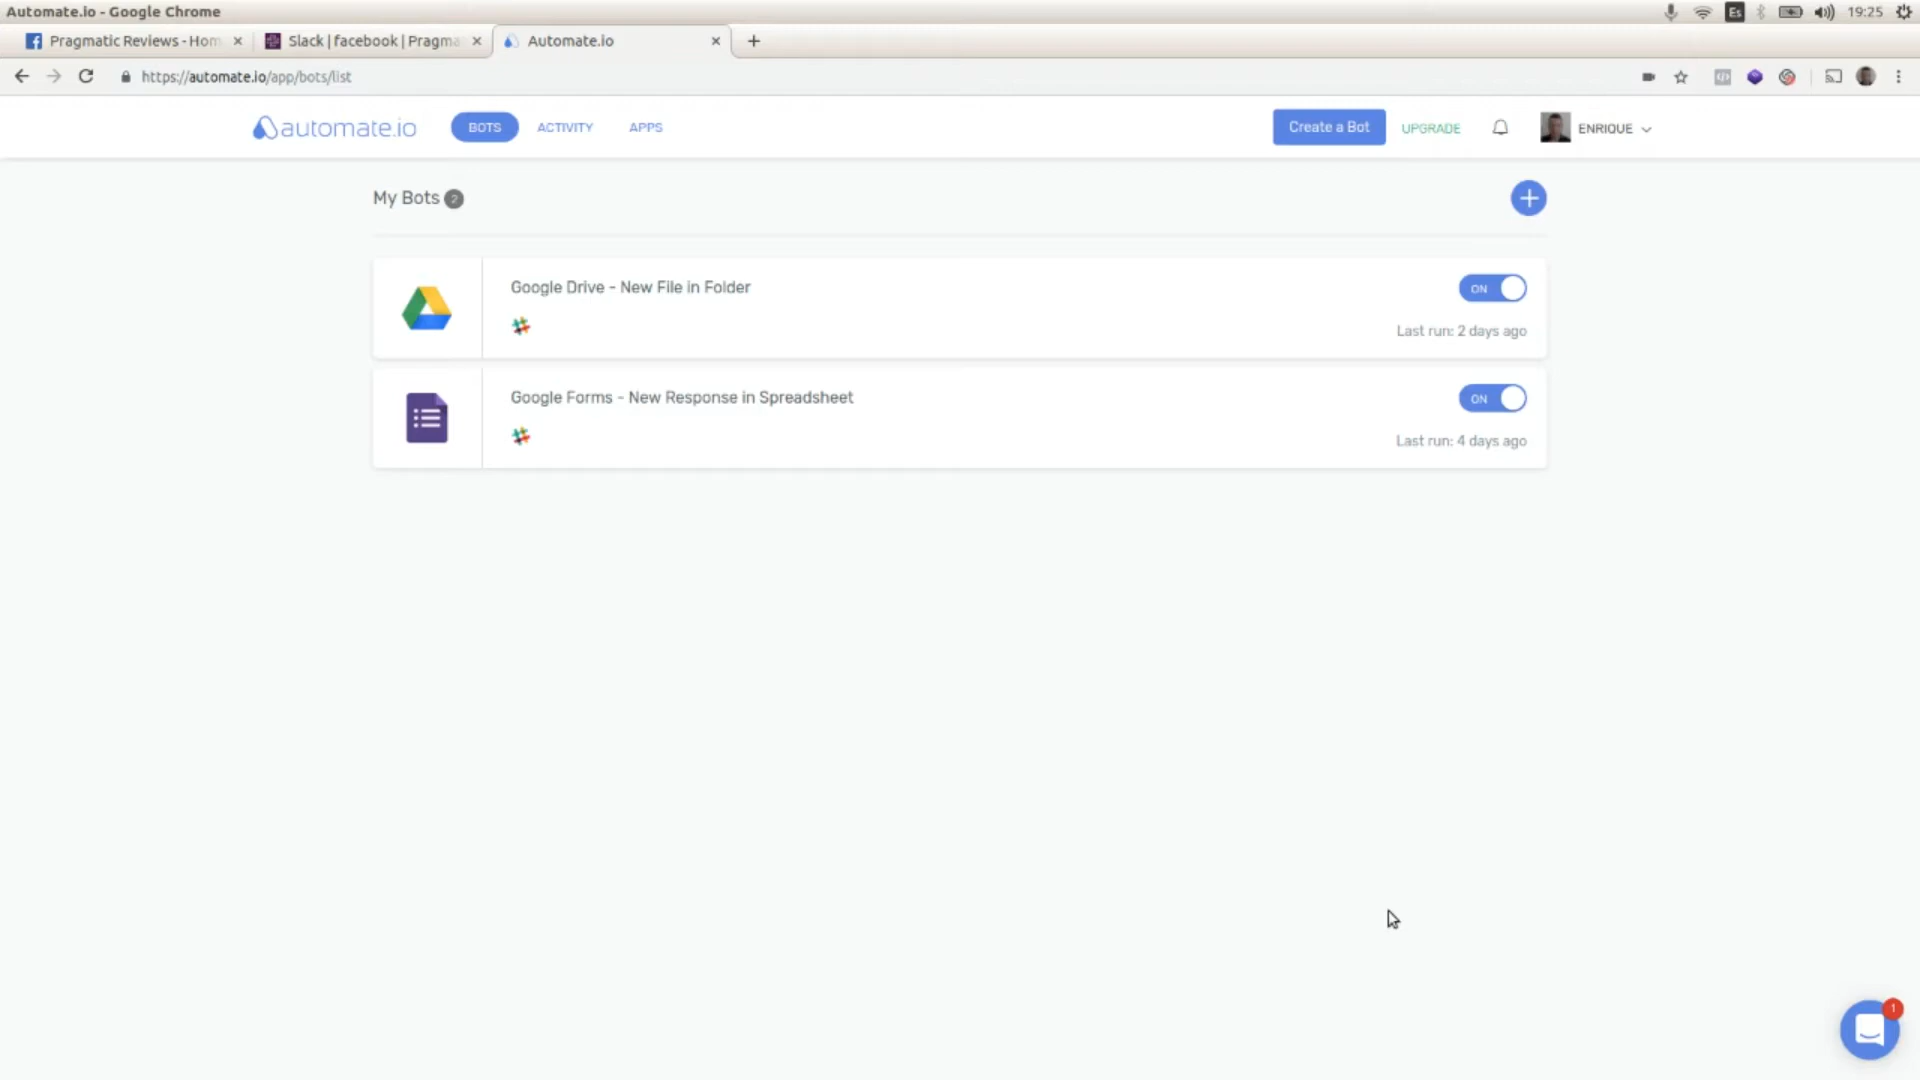 Automate.io - Google Chrome
Es
19:25
Pragmatic Reviews - Hom
Slack | facebook | Pragma
Automate.io
https://automate.io/app/bots/list
automate.io
BOTS
ACTIVITY
APPS
Create a Bot
UPGRADE
ENRIQUE
My Bots 2
Google Drive - New File in Folder
ON
Last run: 2 days ago
Google Forms - New Response in Spreadsheet
ON
Last run: 4 days ago
1